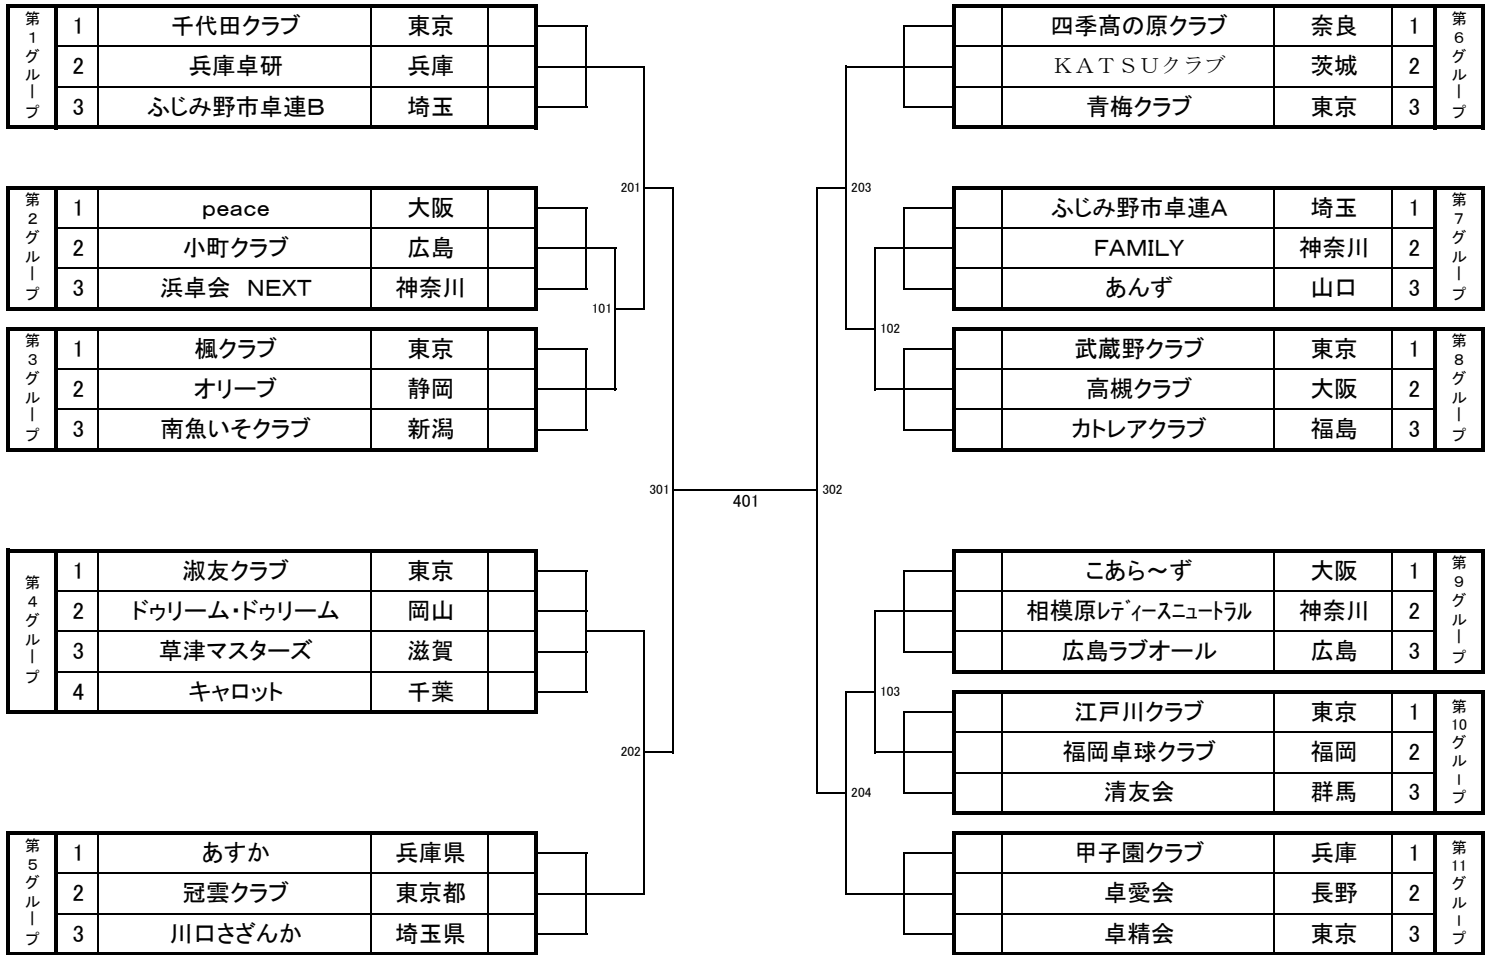 第1グループ
1 千代田クラブ 東京
2 兵庫卓研 兵庫
3 ふじみ野市卓連B 埼玉
201
第2グループ
1 peace 大阪
2 小町クラブ 広島
3 浜卓会 NEXT 神奈川
101
第3グループ
1 楓クラブ 東京
2 オリーブ 静岡
3 南魚いそクラブ 新潟
301
401
第4グループ
1 淑友クラブ 東京
2 ドゥリーム・ドゥリーム 岡山
3 草津マスターズ 滋賀
4 キャロット 千葉
202
第5グループ
1 あすか 兵庫県
2 冠雲クラブ 東京都
3 川口さざんか 埼玉県
四季髙の原クラブ 奈良 1
KATSUクラブ 茨城 2
青梅クラブ 東京 3
第6グループ
203
ふじみ野市卓連A 埼玉 1
FAMILY 神奈川 2
あんず 山口 3
第7グループ
102
武蔵野クラブ 東京 1
高槻クラブ 大阪 2
カトレアクラブ 福島 3
第8グループ
302
こあら～ず 大阪 1
相模原レディースニュートラル 神奈川 2
広島ラブオール 広島 3
第9グループ
103
江戸川クラブ 東京 1
福岡卓球クラブ 福岡 2
清友会 群馬 3
第10グループ
204
甲子園クラブ 兵庫 1
卓愛会 長野 2
卓精会 東京 3
第11グループ